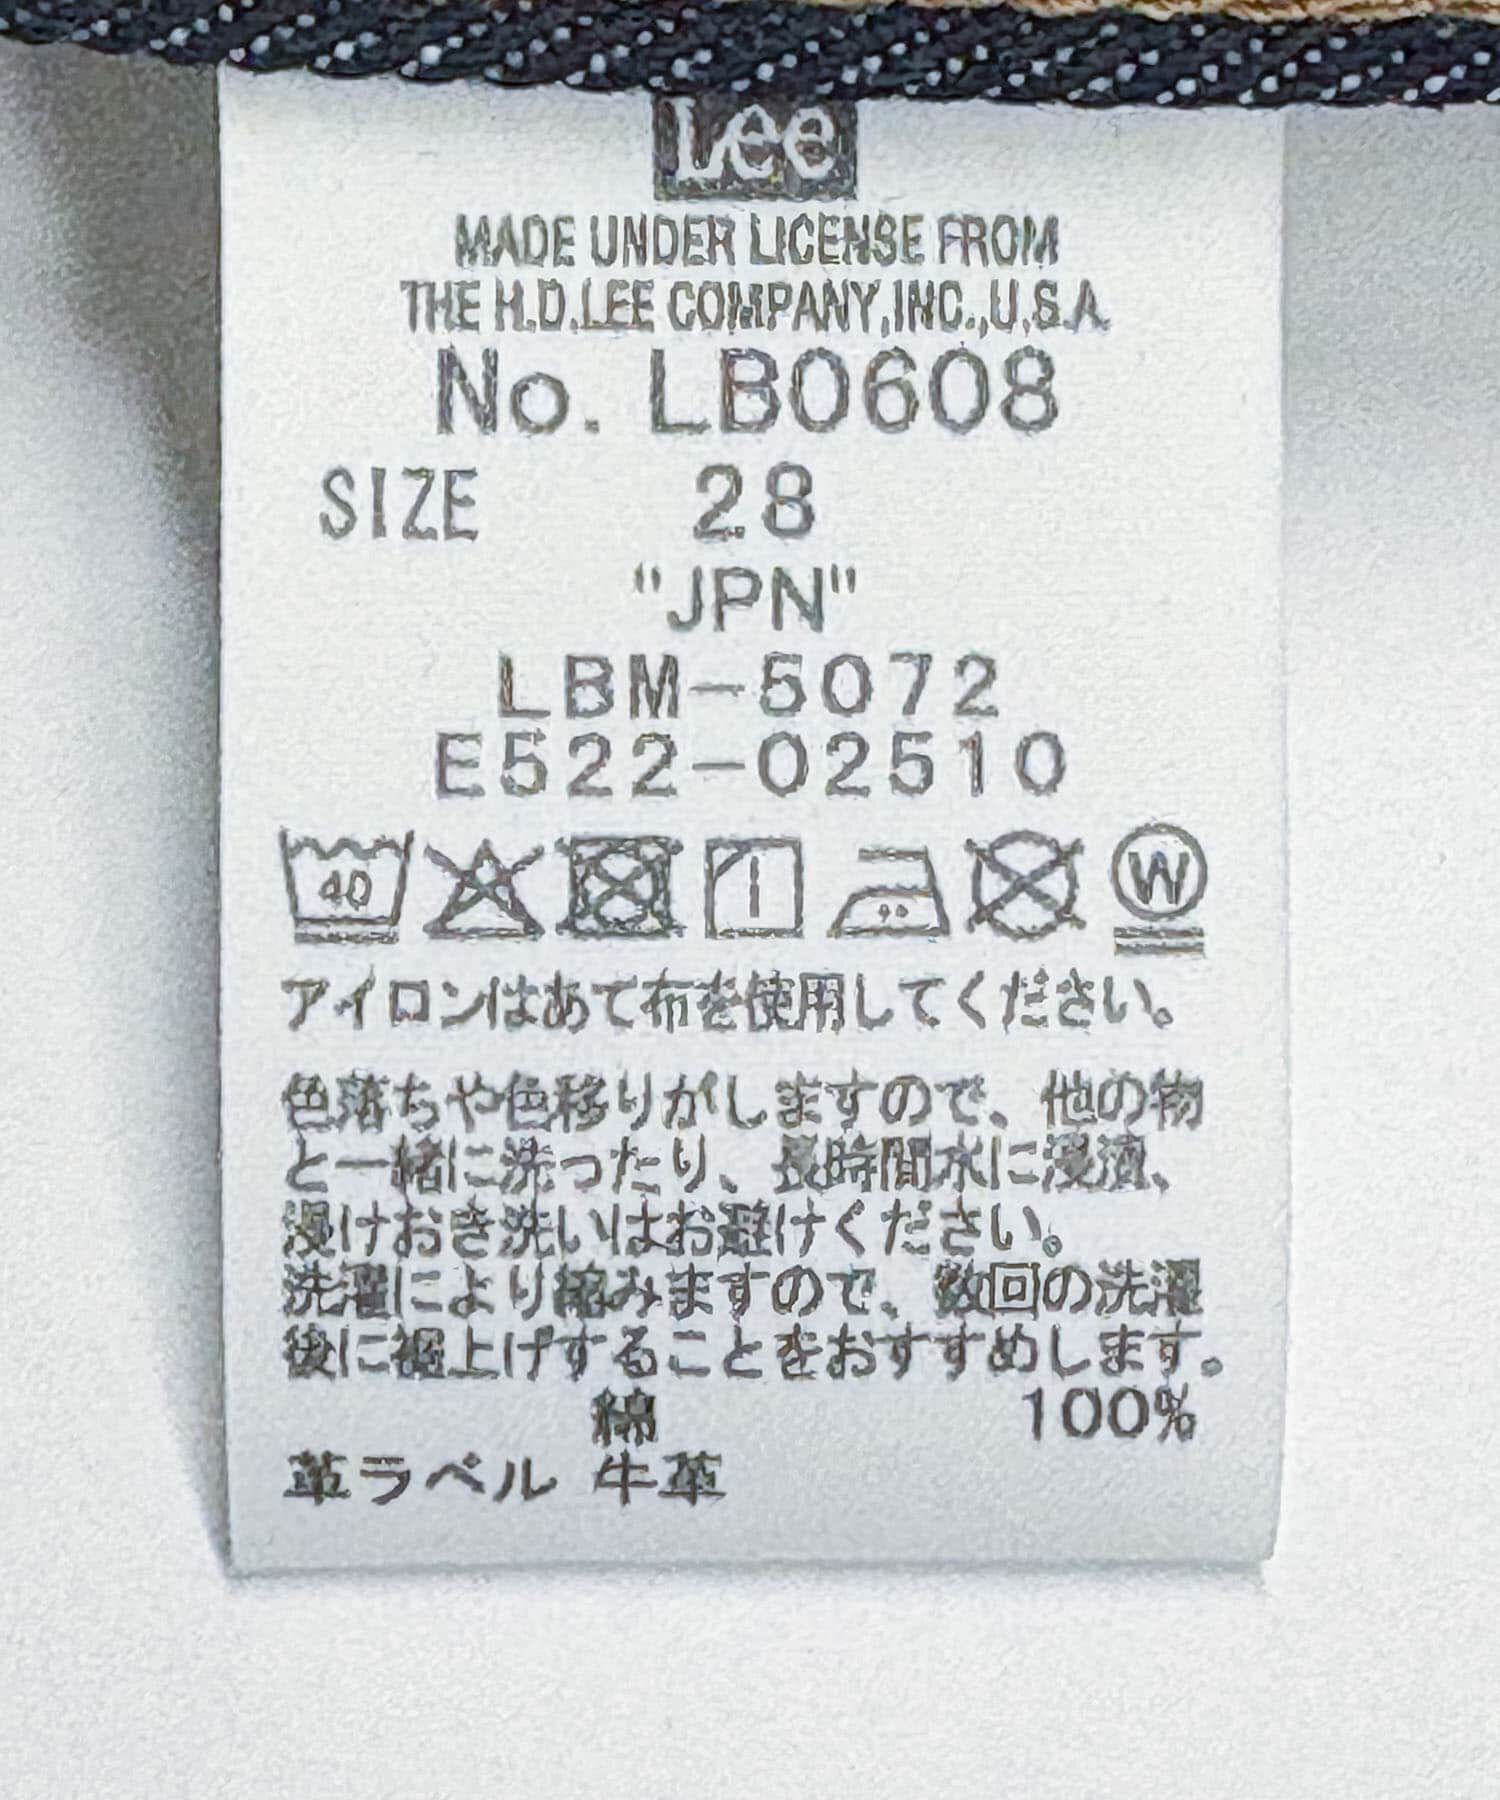 Lee
MADE UNDER LICENSE FROM
THE H.D.LEE COMPANY,INC.,U.S.A.
No. LB0608
SIZE 28
"JPN"
LBM-5072
E522-02510
40
W
アイロンはあて布を使用してください。
色落ちや色移りがしますので、他の物
と一緒に洗ったり、長時間水に浸漬、
浸けおき洗いはお避けください。
洗濯により縮みますので、数回の洗濯
後に裾上げすることをおすすめします。
綿 100%
革ラベル 牛革